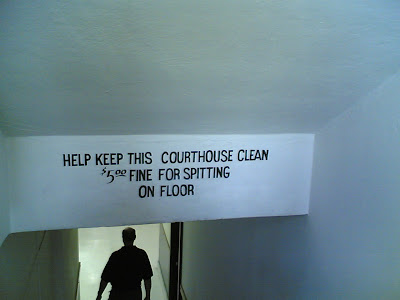 HELP KEEP THIS COURTHOUSE CLEAN
$5.00 FINE FOR SPITTING
ON FLOOR